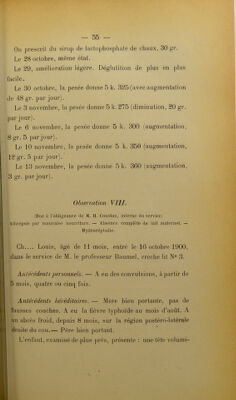 — 55 —
On prescrit du sirop de lactophosphate de chaux, 30 gr.
Le 28 octobre, même état.
Le 29, amélioration légère. Déglutition de plus en plus
facile.
Le 30 octobre, la pesée donne 5 k. 325 (avec augmentation
de 48 gr. par jour).
Le 3 novembre, la pesée donne 5 k. 275 (diminution, 20 gr.
par jour).
Le 6 novembre, la pesée donne 5 k. 300 (augmentation,
8 gr. 5 par jour).
Le 10 novembre, la pesée donne 5 k. 350 (augmentation,
12 gr. 5 par jour).
Le 13 novembre, la pesée donne 5 k. 360 (augmentation,
3 gr. par jour).
Observation VIII.
(Due à l'obligeance de M. H. interne du service)
Athrepsie par mauvaise nourriture. — Absence complète de lait maternel. —
Hydrocéphalie.
Ch.... Louis, âgé de 11 mois, entre le 16 octobre 1900,
dans le service de M. le professeur Baumel, crèche lit N° 3.
Antécédents personnels. — A eu des convulsions, à partir de
5 mois, quatre ou cinq fois.
Antécédents héréditaires. — Mère bien portante, pas de
fausses couches. A eu la fièvre typhoïde au mois d'août. A
un abcès froid, depuis 8 mois, sur la région postéro-latérale
droite du cou. — Père bien portant.
L'enfant, examiné de plus près, présente : une tête volumi-